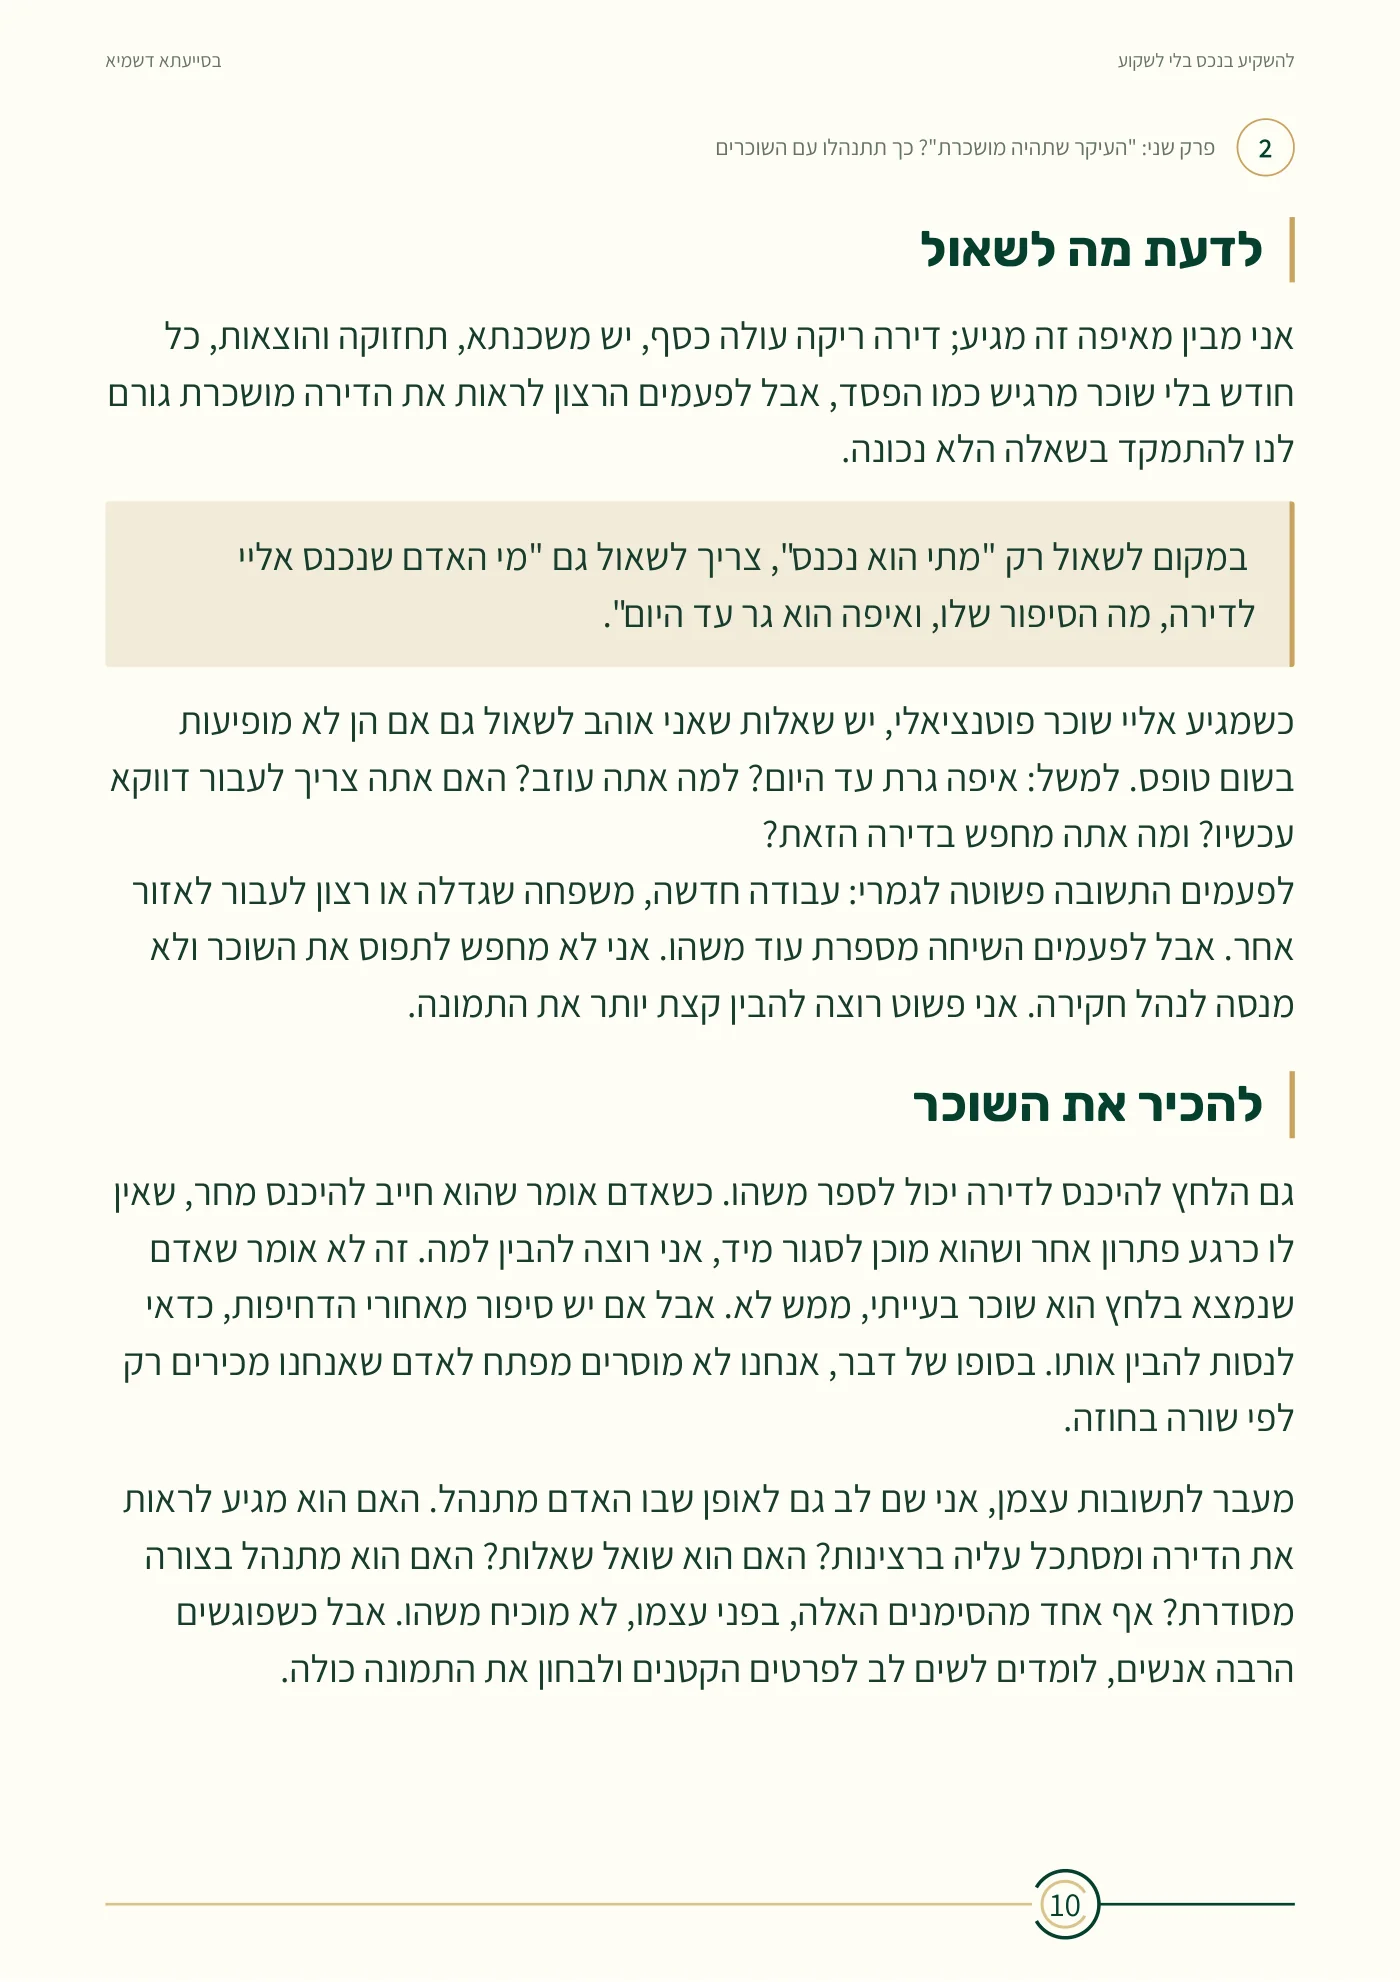 להשקיע בנכס בלי לשקוע
בסייעתא דשמיא
2
פרק שני: "העיקר שתהיה מושכרת"? כך תתנהלו עם השוכרים
לדעת מה לשאול
אני מבין מאיפה זה מגיע; דירה ריקה עולה כסף, יש משכנתא, תחזוקה והוצאות, כל
חודש בלי שוכר מרגיש כמו הפסד, אבל לפעמים הרצון לראות את הדירה מושכרת גורם
לנו להתמקד בשאלה הלא נכונה.
במקום לשאול רק "מתי הוא נכנס", צריך לשאול גם "מי האדם שנכנס אליי
לדירה, מה הסיפור שלו, ואיפה הוא גר עד היום".
כשמגיע אליי שוכר פוטנציאלי, יש שאלות שאני אוהב לשאול גם אם הן לא מופיעות
בשום טופס. למשל: איפה גרת עד היום? למה אתה עוזב? האם אתה צריך לעבור דווקא
עכשיו? ומה אתה מחפש בדירה הזאת?
לפעמים התשובה פשוטה לגמרי: עבודה חדשה, משפחה שגדלה או רצון לעבור לאזור
אחר. אבל לפעמים השיחה מספרת עוד משהו. אני לא מחפש לתפוס את השוכר ולא
מנסה לנהל חקירה. אני פשוט רוצה להבין קצת יותר את התמונה.
להכיר את השוכר
גם הלחץ להיכנס לדירה יכול לספר משהו. כשאדם אומר שהוא חייב להיכנס מחר, שאין
לו כרגע פתרון אחר ושהוא מוכן לסגור מיד, אני רוצה להבין למה. זה לא אומר שאדם
שנמצא בלחץ הוא שוכר בעייתי, ממש לא. אבל אם יש סיפור מאחורי הדחיפות, כדאי
לנסות להבין אותו. בסופו של דבר, אנחנו לא מוסרים מפתח לאדם שאנחנו מכירים רק
לפי שורה בחוזה.
מעבר לתשובות עצמן, אני שם לב גם לאופן שבו האדם מתנהל. האם הוא מגיע לראות
את הדירה ומסתכל עליה ברצינות? האם הוא שואל שאלות? האם הוא מתנהל בצורה
מסודרת? אף אחד מהסימנים האלה, בפני עצמו, לא מוכיח משהו. אבל כשפוגשים
הרבה אנשים, לומדים לשים לב לפרטים הקטנים ולבחון את התמונה כולה.
10